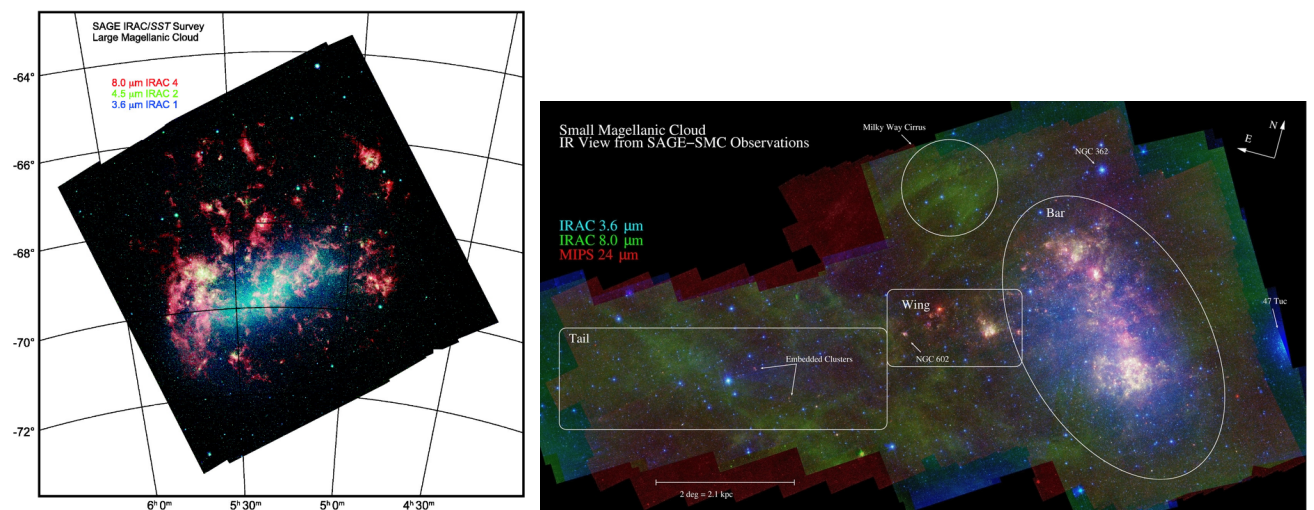 SAGE IRAC/SST Survey
Large Magellanic Cloud
8.0 μm IRAC 4
4.5 μm IRAC 2
3.6 μm IRAC 1
-64°
-66°
-68°
-70°
-72°
6h 0m
5h 30m
5h 0m
4h 30m
Small Magellanic Cloud
IR View from SAGE-SMC Observations
Milky Way Cirrus
N
E
NGC 362
Bar
IRAC 3.6 μm
IRAC 8.0 μm
MIPS 24 μm
Wing
47 Tuc
Tail
NGC 602
Embedded Clusters
2 deg = 2.1 kpc